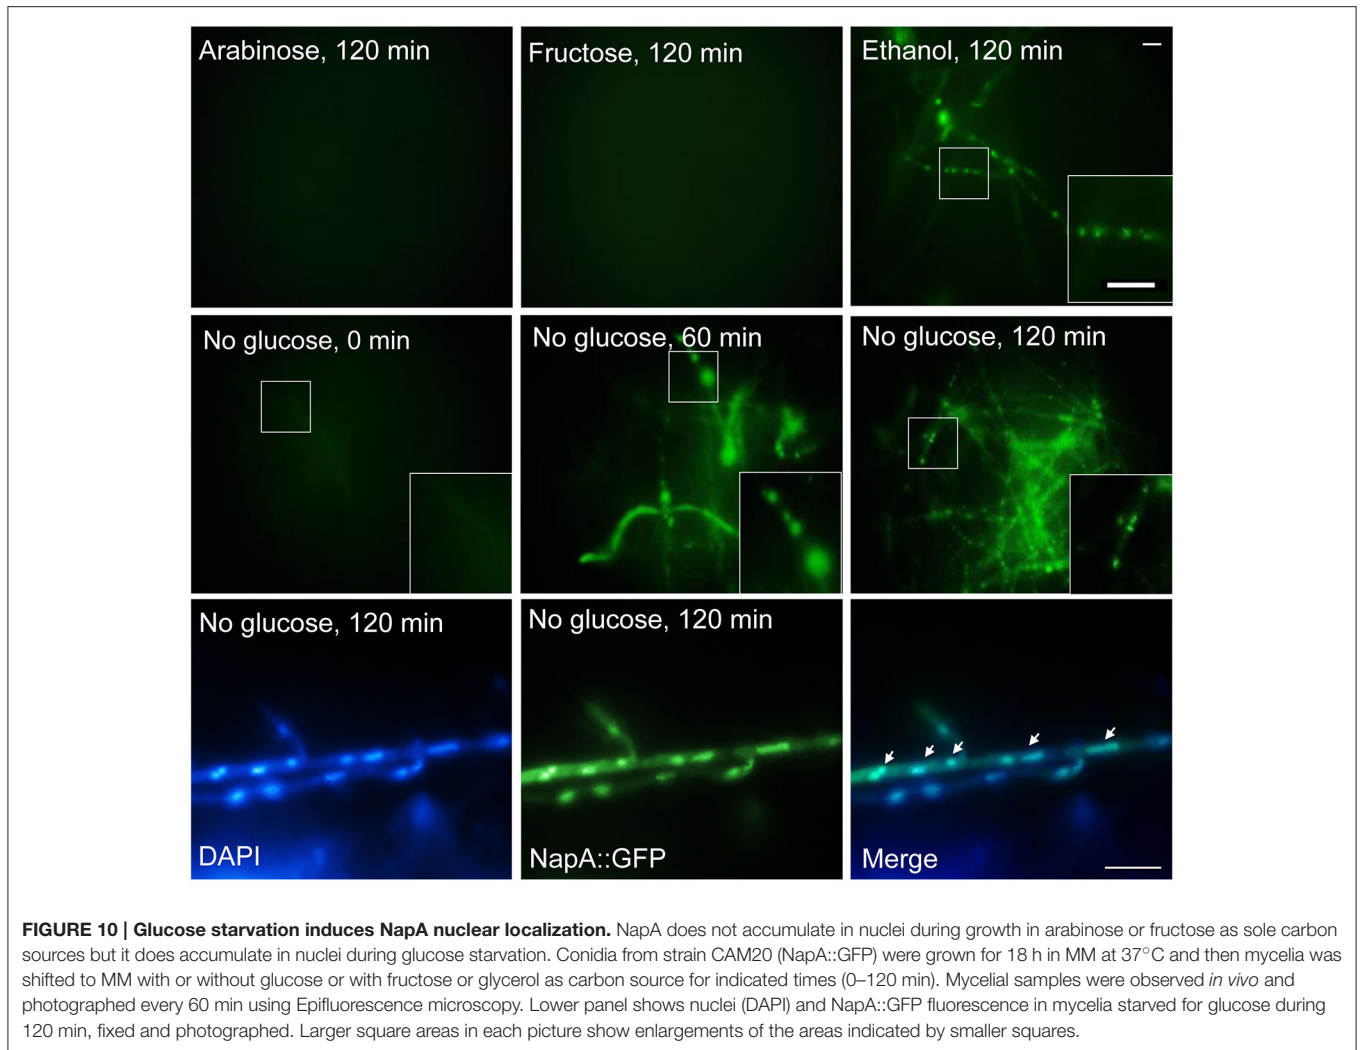 Arabinose, 120 min
Fructose, 120 min
Ethanol, 120 min
No glucose, 0 min
No glucose, 60 min
No glucose, 120 min
No glucose, 120 min
No glucose, 120 min
DAPI
NapA::GFP
Merge
FIGURE 10 | Glucose starvation induces NapA nuclear localization. NapA does not accumulate in nuclei during growth in arabinose or fructose as sole carbon
sources but it does accumulate in nuclei during glucose starvation. Conidia from strain CAM20 (NapA::GFP) were grown for 18 h in MM at 37°C and then mycelia was
shifted to MM with or without glucose or with fructose or glycerol as carbon source for indicated times (0–120 min). Mycelial samples were observed in vivo and
photographed every 60 min using Epifluorescence microscopy. Lower panel shows nuclei (DAPI) and NapA::GFP fluorescence in mycelia starved for glucose during
120 min, fixed and photographed. Larger square areas in each picture show enlargements of the areas indicated by smaller squares.